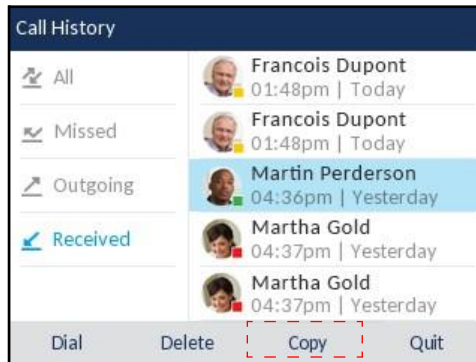 Call History
All
Missed
Outgoing
Received
Francois Dupont
01:48pm | Today
Francois Dupont
01:48pm | Today
Martin Perderson
04:36pm | Yesterday
Martha Gold
04:37pm | Yesterday
Martha Gold
04:37pm | Yesterday
Dial
Delete
Copy
Quit